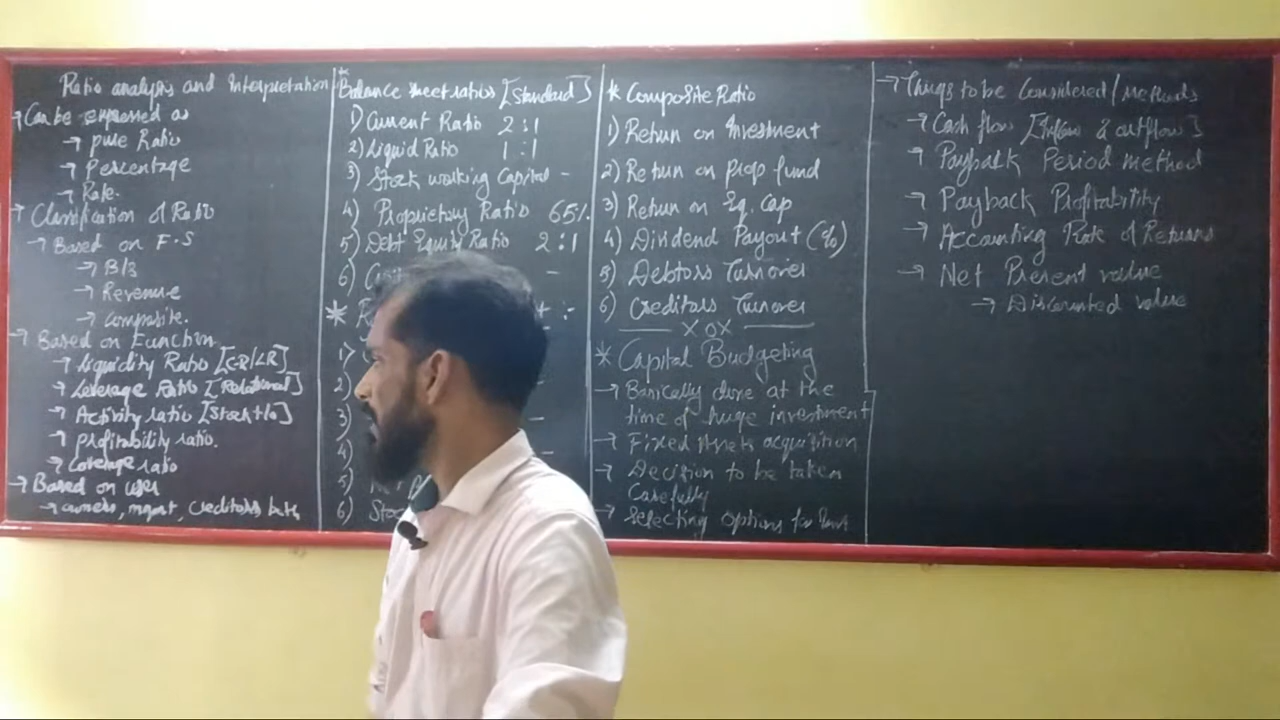 Ratio analysis and Interpretation
→ Can be expressed as
→ pure Ratio
→ Percentage
→ Rate.
→ Classification of Ratio
→ Based on F.S
→ B/S
→ Revenue
→ composite.
→ Based on Function
→ Liquidity Ratio [C-R/LR]
→ Leverage Ratio [Relational]
→ Activity ratio [Stock t/o]
→ profitability ratio.
→ Coverage ratio
→ Based on user
→ owners, mgmt, creditors,
* Balance sheet ratios [Standard]
1) Current Ratio 2:1
2) Liquid Ratio 1:1
3) Stock working Capital -
4) Proprietory Ratio 65%
5) Debt Equity Ratio 2:1
6) -
*
1)
2) -
3) -
4) -
5)
6)
* Composite Ratio
1) Return on Investment
2) Return on prop fund
3) Return on Eq. cap
4) Dividend Payout (%)
5) Debtors Turnover
6) Creditors Turnover
— X O X —
* Capital Budgeting
→ Basically done at the
time of huge investment
→ Fixed Assets acquisition
→ Decision to be taken
Carefully
→ Selecting options for
→ Things to be Considered/methods
→ Cash flow [Inflow & outflow]
→ Payback Period method
→ Payback Profitability
→ Accounting Rate of Returns
→ Net Present value
→ Discounted value